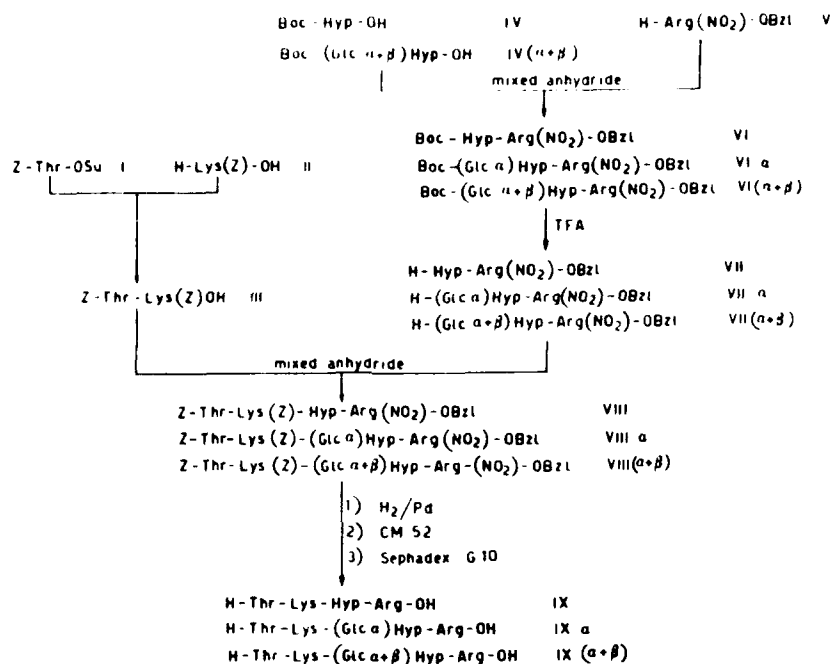 Boc-Hyp-OH IV H-Arg(NO2)-OBzl V
Boc (Glc α+β)Hyp-OH IV(α+β)
mixed anhydride
Boc-Hyp-Arg(NO2)-OBzl VI
Z-Thr-OSu I H-Lys(Z)-OH II
Boc-(Glc α)Hyp-Arg(NO2)-OBzl VI α
Boc-(Glc α+β)Hyp-Arg(NO2)-OBzl VI(α+β)
TFA
H-Hyp-Arg(NO2)-OBzl VII
Z-Thr-Lys(Z)OH III
H-(Glc α)Hyp-Arg(NO2)-OBzl VII α
H-(Glc α+β)Hyp-Arg(NO2)-OBzl VII(α+β)
mixed anhydride
Z-Thr-Lys(Z)-Hyp-Arg(NO2)-OBzl VIII
Z-Thr-Lys(Z)-(Glc α)Hyp-Arg(NO2)-OBzl VIII α
Z-Thr-Lys(Z)-(Glc α+β)Hyp-Arg-(NO2)-OBzl VIII(α+β)
1) H2/Pd
2) CM 52
3) Sephadex G 10
H-Thr-Lys-Hyp-Arg-OH IX
H-Thr-Lys-(Glc α)Hyp-Arg-OH IX α
H-Thr-Lys-(Glc α+β)Hyp-Arg-OH IX (α+β)